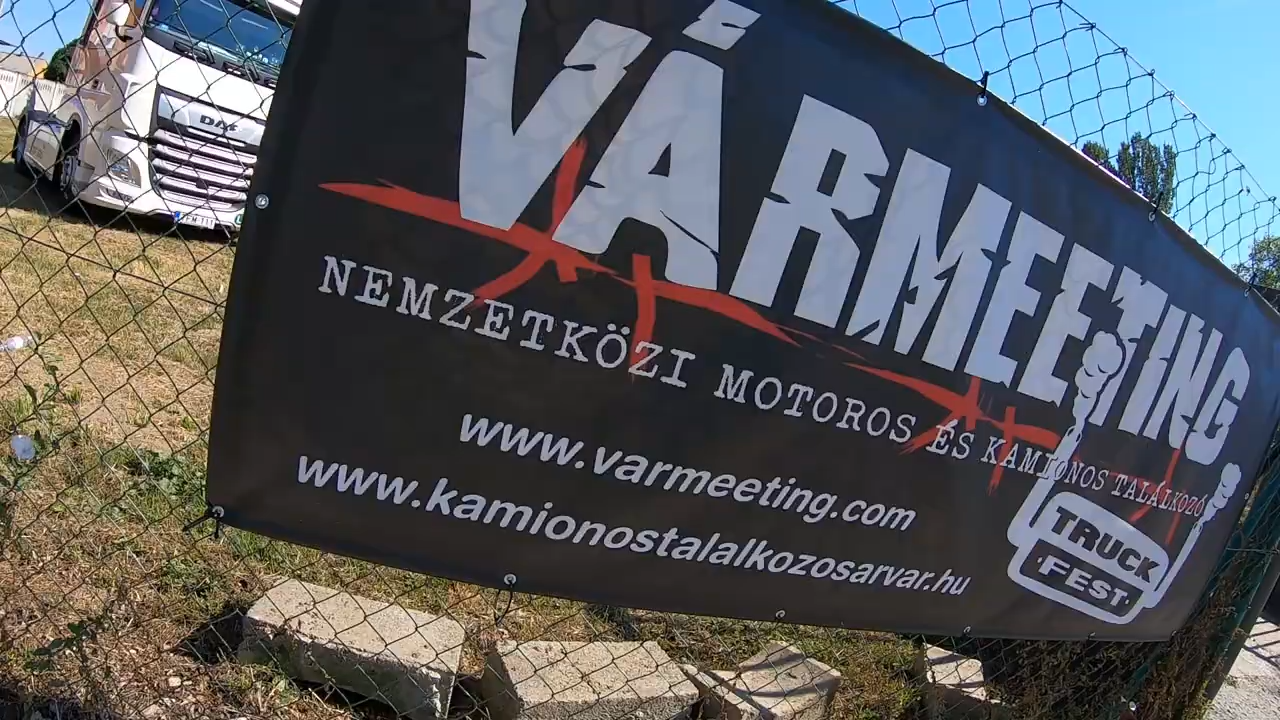 DAF
VÁRMEETING
NEMZETKÖZI MOTOROS ÉS KAMIONOS TALÁLKOZÓ
www.varmeeting.com
www.kamionostalalkozosarvar.hu
TRUCK
FEST